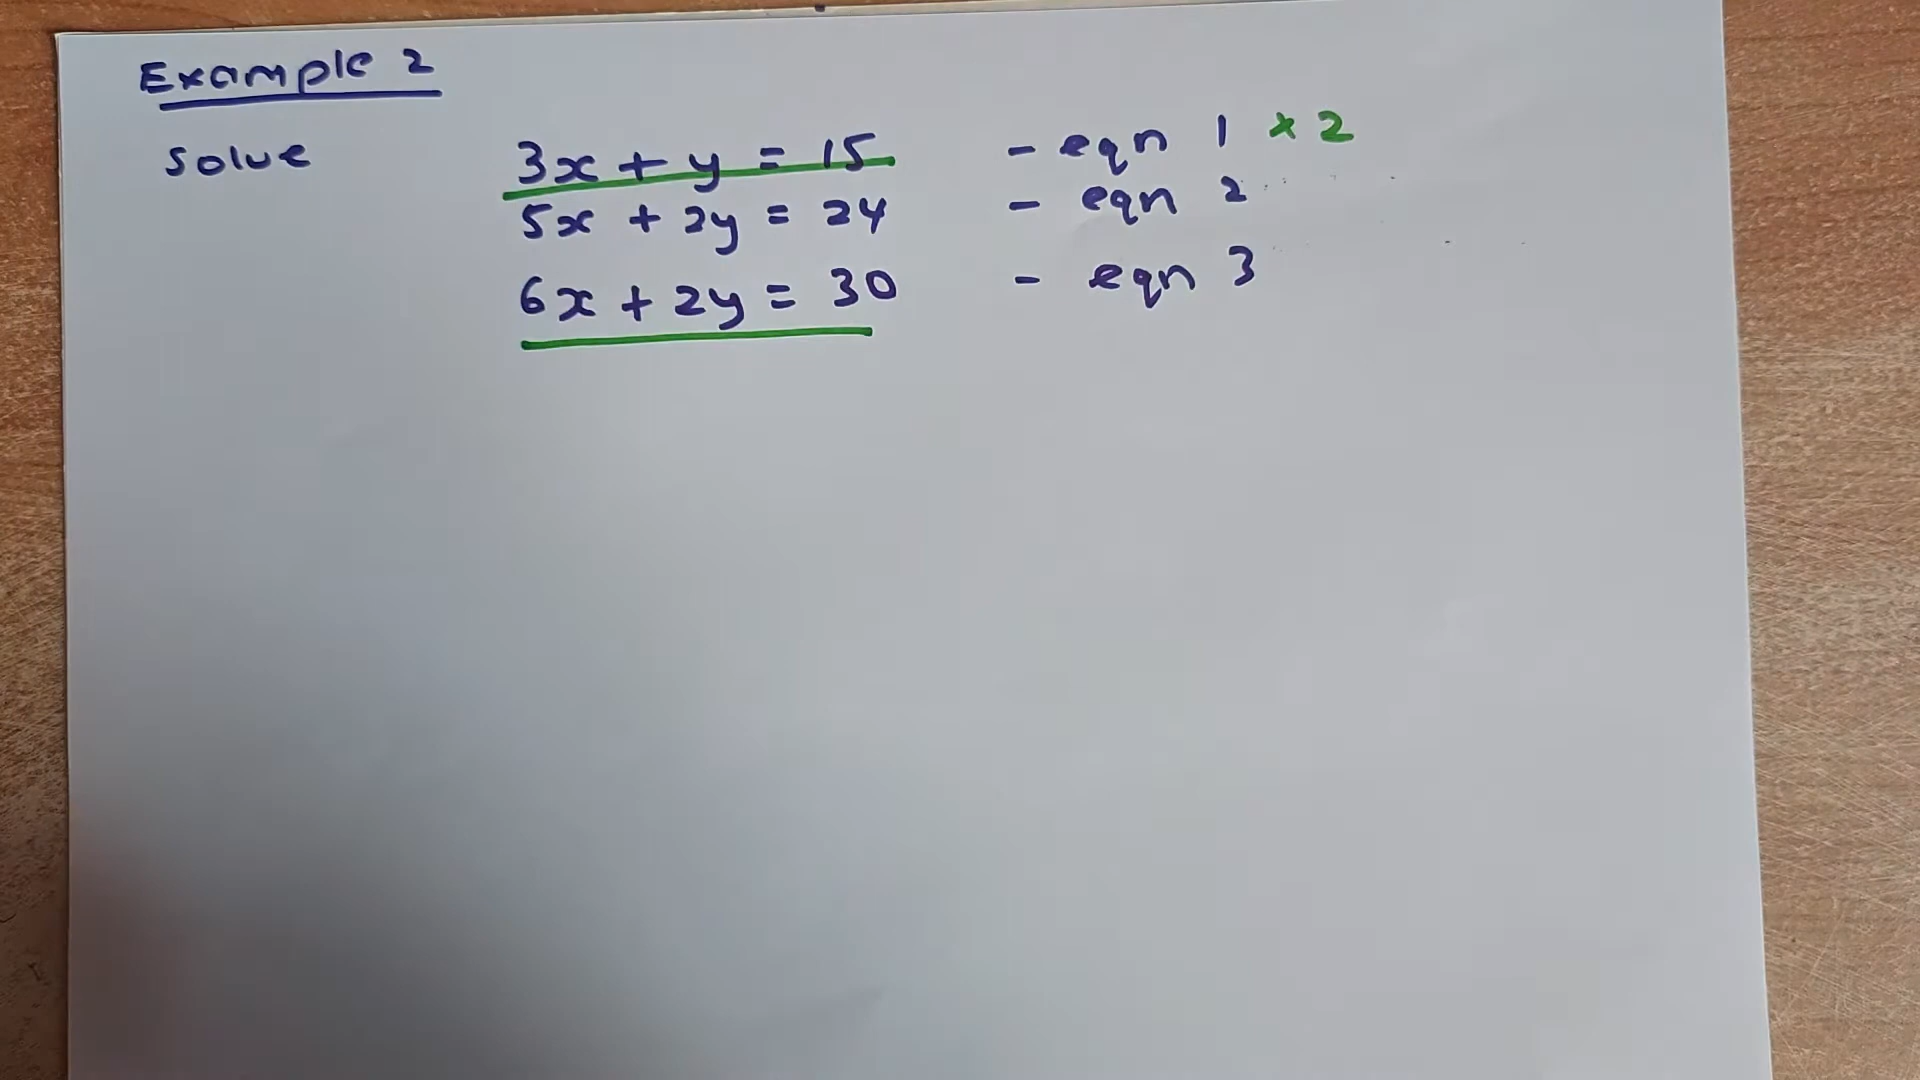 Example 2
Solve 3x + y = 15 - eqn 1 × 2
5x + 2y = 24 - eqn 2
6x + 2y = 30 - eqn 3